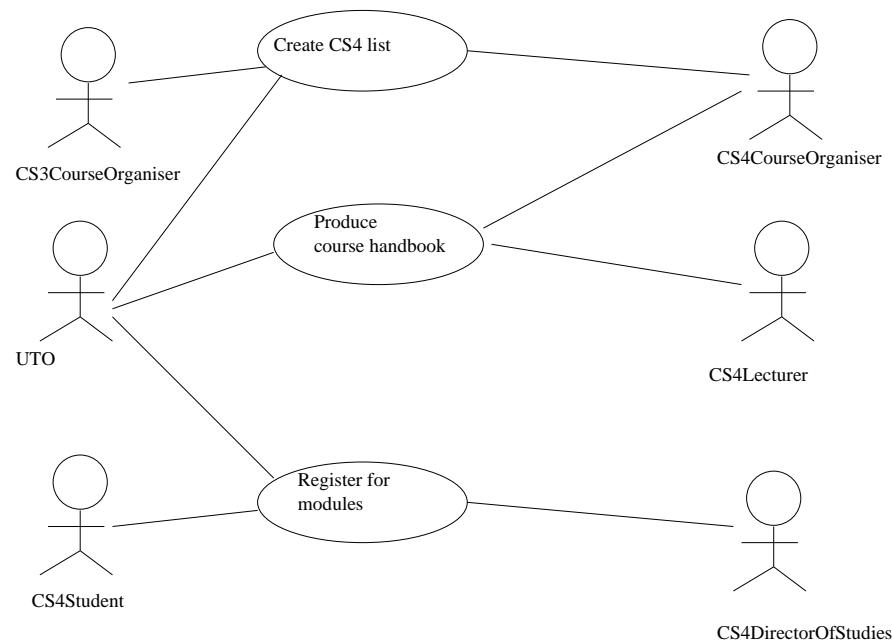 Create CS4 list
CS3CourseOrganiser
CS4CourseOrganiser
Produce
course handbook
UTO
CS4Lecturer
Register for
modules
CS4Student
CS4DirectorOfStudies